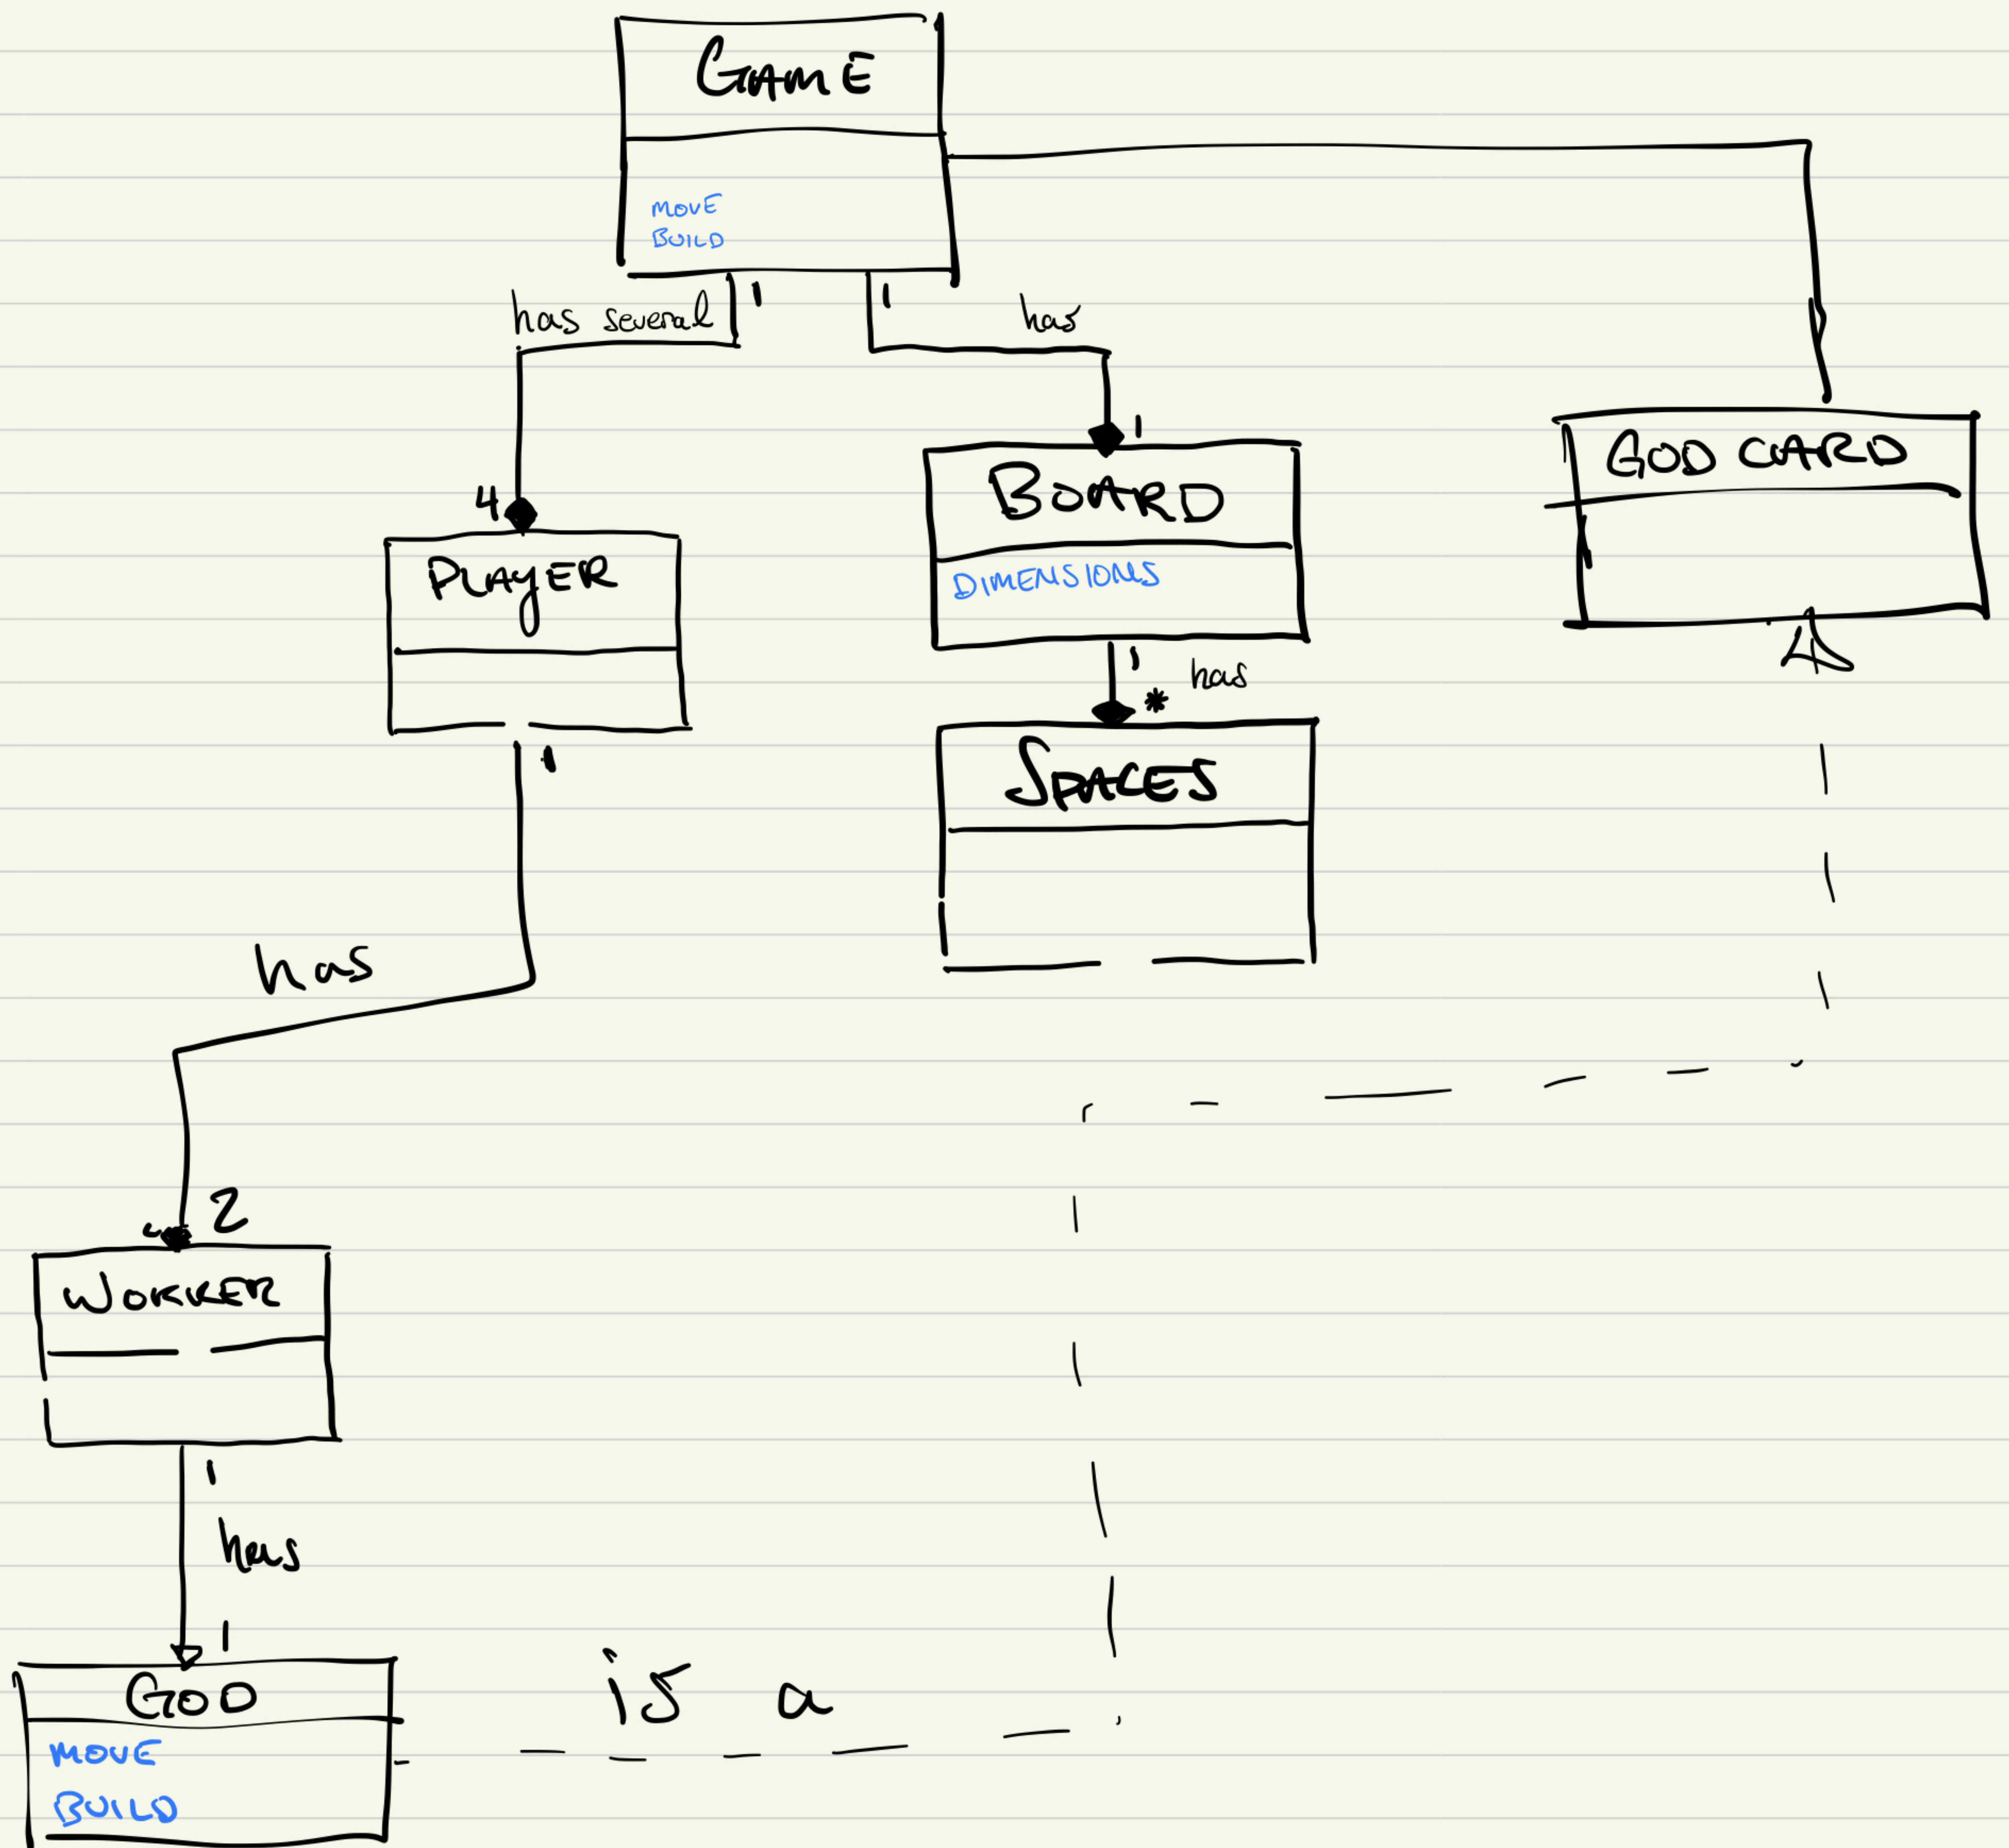 GAME
MOVE
BUILD
has several
1
1
has
4
1
PLAYER
BOARD
DIMENSIONS
GOD CARD
1
has
*
SPACES
1
has
2
WORKER
1
has
1
GOD
MOVE
BUILD
is a